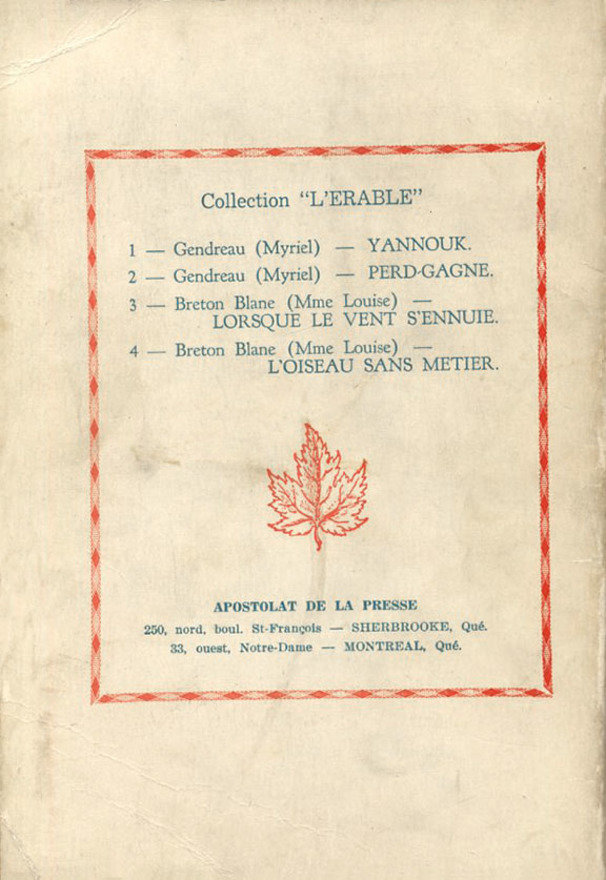 Collection "L'ERABLE"
1 — Gendreau (Myriel) — YANNOUK.
2 — Gendreau (Myriel) — PERD-GAGNE.
3 — Breton Blane (Mme Louise) —
LORSQUE LE VENT S'ENNUIE.
4 — Breton Blane (Mme Louise) —
L'OISEAU SANS METIER.
APOSTOLAT DE LA PRESSE
250, nord, boul. St-François — SHERBROOKE, Qué.
33, ouest, Notre-Dame — MONTREAL, Qué.